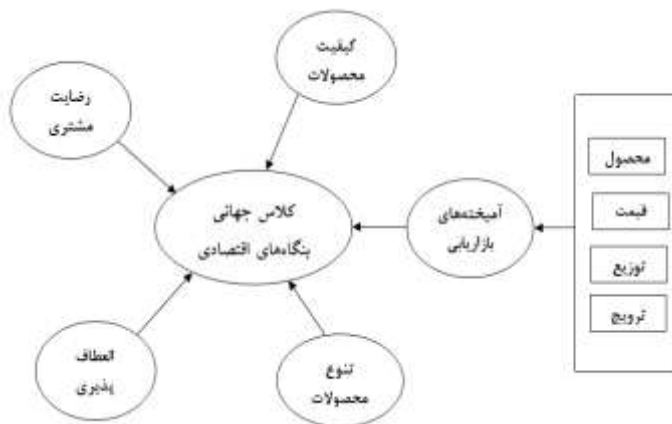 کیفیت
محصولات
رضایت
مشتری
کلاس جهانی
بنگاه‌های اقتصادی
آمیخته‌های
بازاریابی
محصول
قیمت
توزیع
ترویج
انعطاف
پذیری
تنوع
محصولات